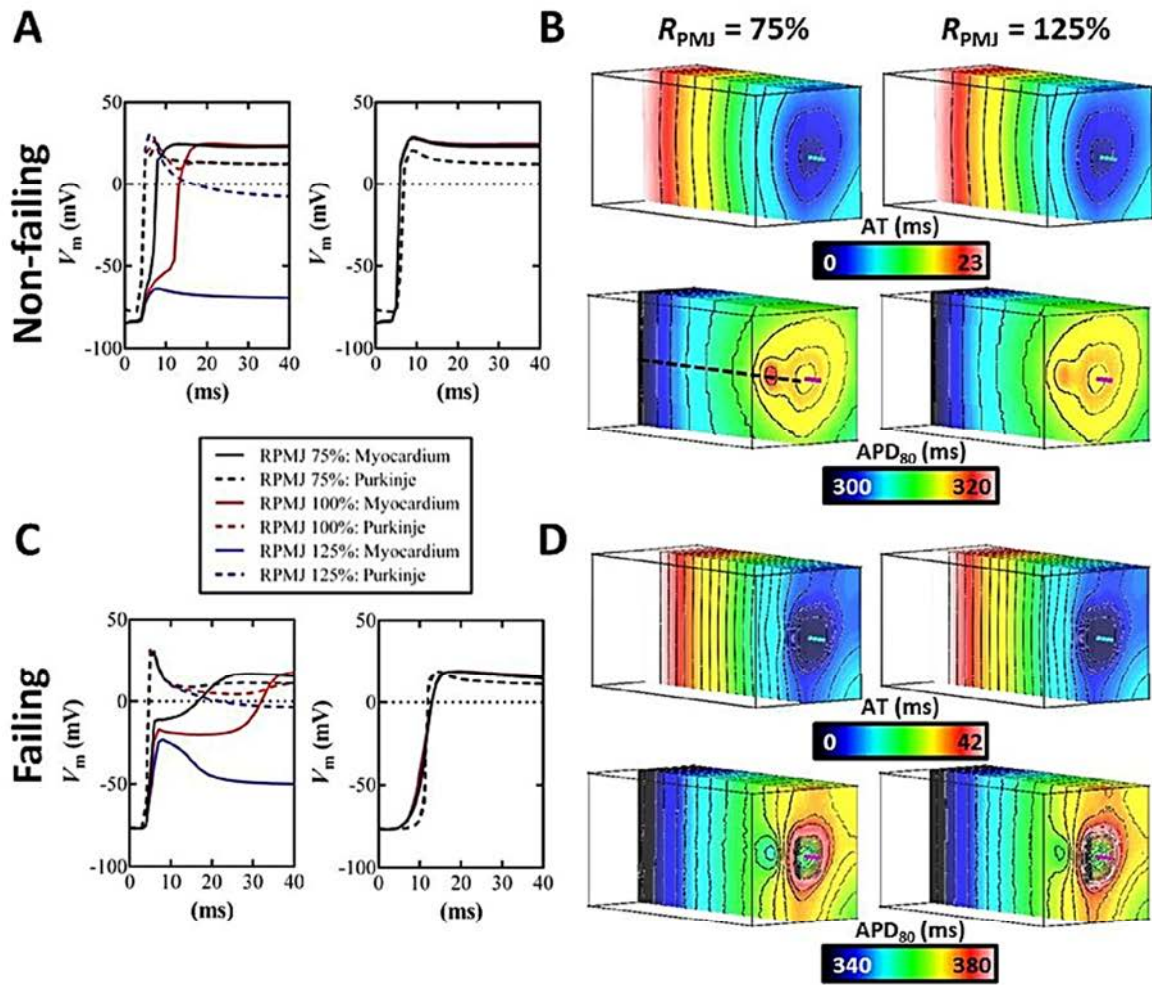 A
B
R_PMJ = 75%
R_PMJ = 125%
Non-failing
50
0
-50
-100
V_m (mV)
0 10 20 30 40
(ms)
50
0
-50
-100
V_m (mV)
0 10 20 30 40
(ms)
AT (ms)
0 23
APD_80 (ms)
300 320
RPMJ 75%: Myocardium
RPMJ 75%: Purkinje
RPMJ 100%: Myocardium
RPMJ 100%: Purkinje
RPMJ 125%: Myocardium
RPMJ 125%: Purkinje
C
D
Failing
50
0
-50
-100
V_m (mV)
0 10 20 30 40
(ms)
50
0
-50
-100
V_m (mV)
0 10 20 30 40
(ms)
AT (ms)
0 42
APD_80 (ms)
340 380